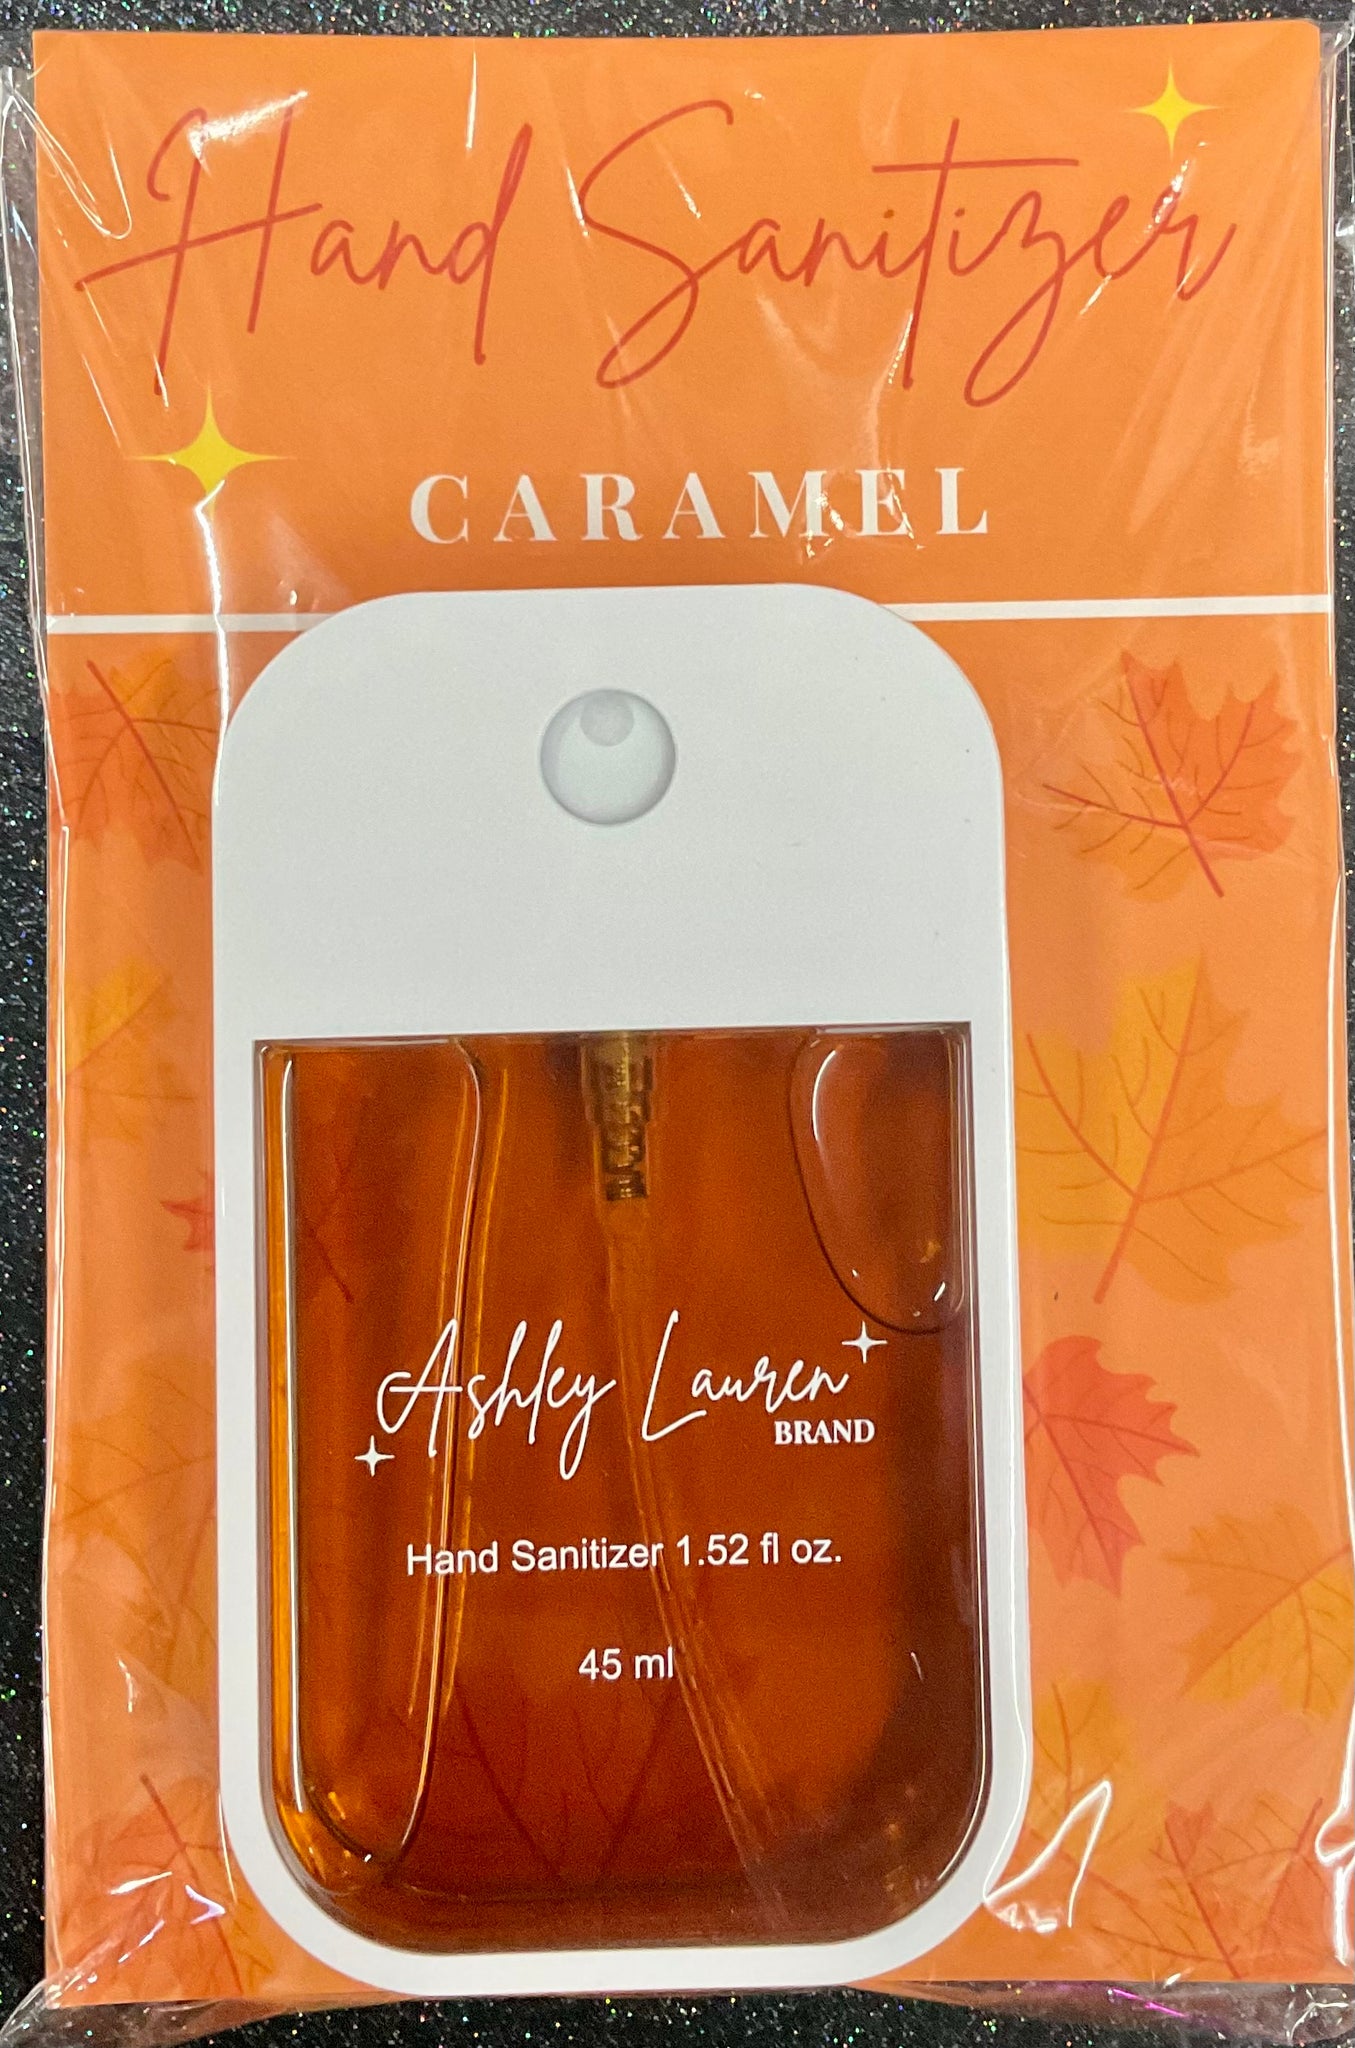 Hand Sanitizer
CARAMEL
Ashley Lauren
BRAND
Hand Sanitizer 1.52 fl oz.
45 ml